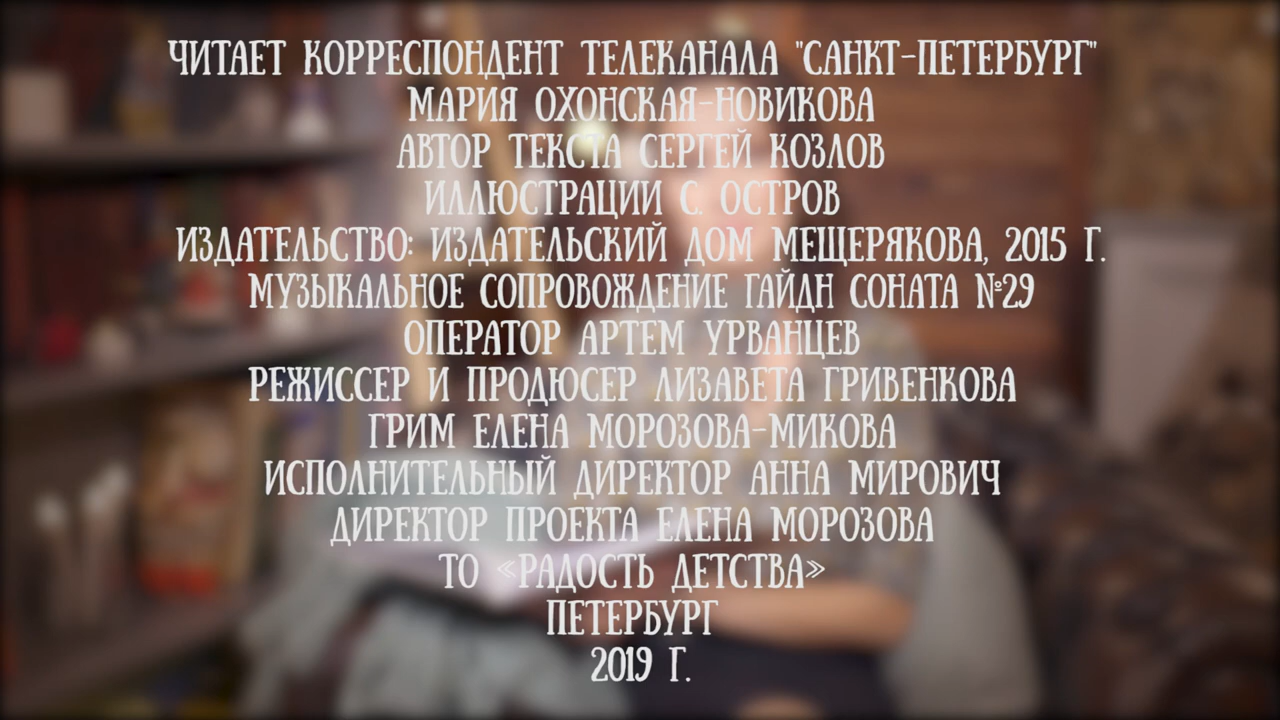 ЧИТАЕТ КОРРЕСПОНДЕНТ ТЕЛЕКАНАЛА "САНКТ-ПЕТЕРБУРГ"
МАРИЯ ОХОНСКАЯ-НОВИКОВА
АВТОР ТЕКСТА СЕРГЕЙ КОЗЛОВ
ИЛЛЮСТРАЦИИ С. ОСТРОВ
ИЗДАТЕЛЬСТВО: ИЗДАТЕЛЬСКИЙ ДОМ МЕЩЕРЯКОВА, 2015 Г.
МУЗЫКАЛЬНОЕ СОПРОВОЖДЕНИЕ ГАЙДН СОНАТА №29
ОПЕРАТОР АРТЕМ УРВАНЦЕВ
РЕЖИССЕР И ПРОДЮСЕР ЛИЗАВЕТА ГРИВЕНКОВА
ГРИМ ЕЛЕНА МОРОЗОВА-МИКОВА
ИСПОЛНИТЕЛЬНЫЙ ДИРЕКТОР АННА МИРОВИЧ
ДИРЕКТОР ПРОЕКТА ЕЛЕНА МОРОЗОВА
ТО «РАДОСТЬ ДЕТСТВА»
ПЕТЕРБУРГ
2019 Г.